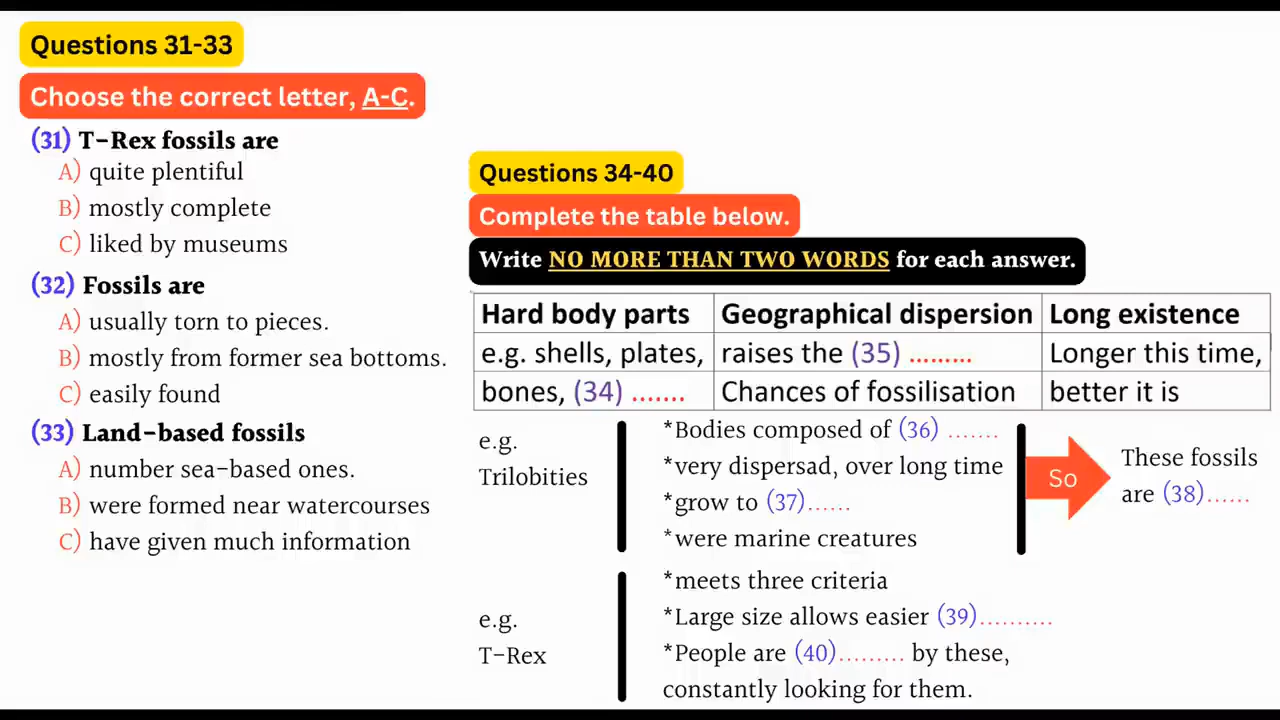 Questions 31-33
Choose the correct letter, A-C.
(31) T-Rex fossils are
A) quite plentiful
B) mostly complete
C) liked by museums
(32) Fossils are
A) usually torn to pieces.
B) mostly from former sea bottoms.
C) easily found
(33) Land-based fossils
A) number sea-based ones.
B) were formed near watercourses
C) have given much information
Questions 34-40
Complete the table below.
Write NO MORE THAN TWO WORDS for each answer.
Hard body parts Geographical dispersion Long existence
e.g. shells, plates, raises the (35) ......... Longer this time,
bones, (34) ....... Chances of fossilisation better it is
e.g.
Trilobities
*Bodies composed of (36) .......
*very dispersad, over long time
*grow to (37)......
*were marine creatures
So
These fossils
are (38)......
e.g.
T-Rex
*meets three criteria
*Large size allows easier (39)..........
*People are (40)......... by these,
constantly looking for them.